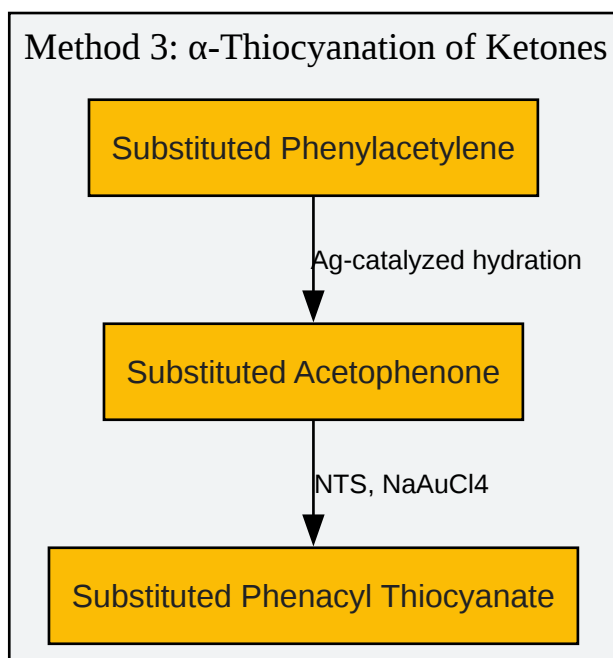 Method 3: α-Thiocyanation of Ketones
Substituted Phenylacetylene
Ag-catalyzed hydration
Substituted Acetophenone
NTS, NaAuCl4
Substituted Phenacyl Thiocyanate